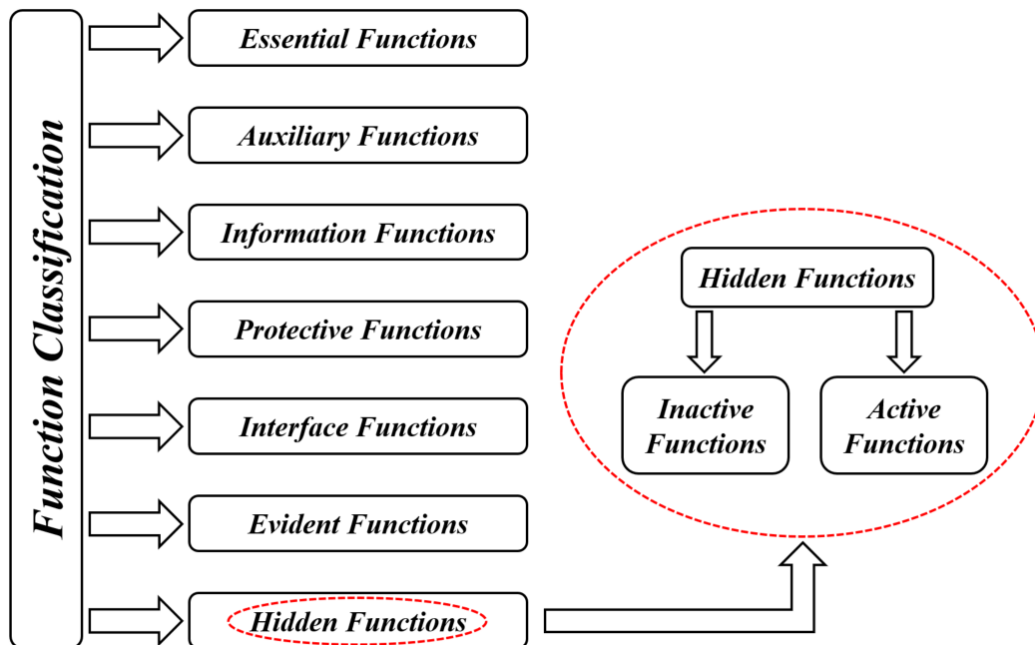 Function Classification
Essential Functions
Auxiliary Functions
Information Functions
Protective Functions
Interface Functions
Evident Functions
Hidden Functions
Hidden Functions
Inactive
Functions
Active
Functions